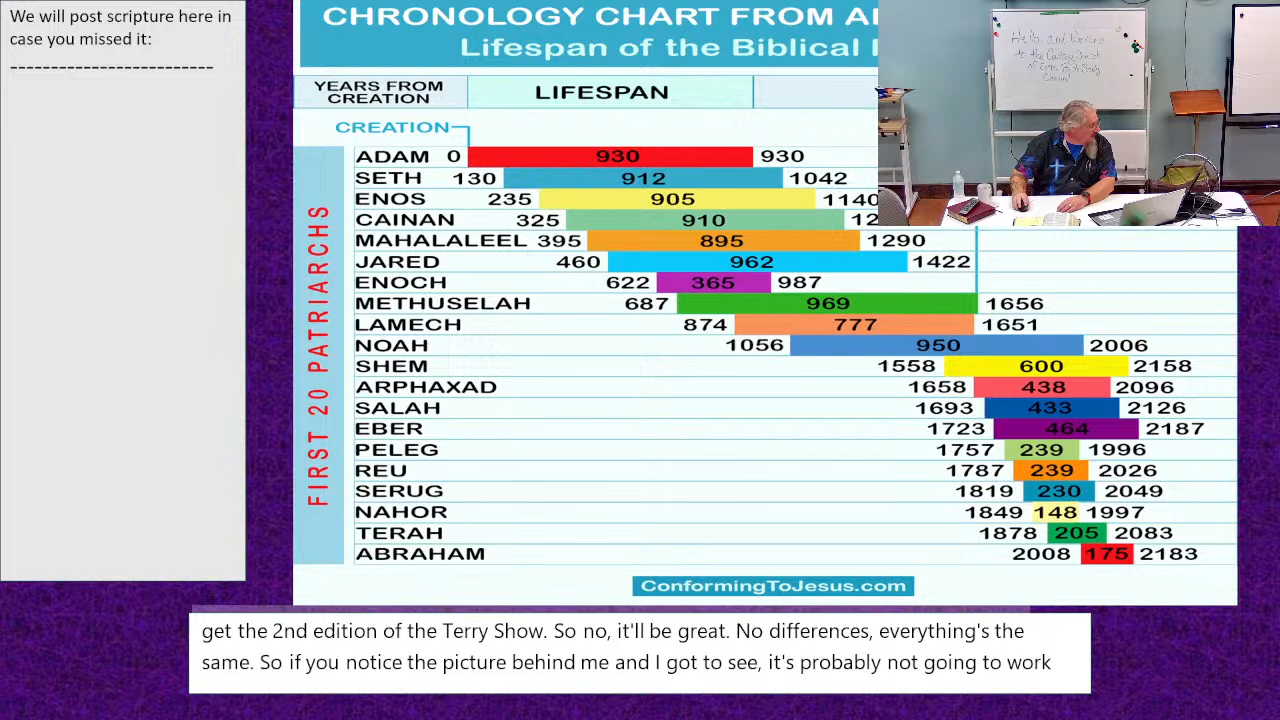 We will post scripture here in
case you missed it:
--------------------------
CHRONOLOGY CHART FROM A
Lifespan of the Biblical
YEARS FROM CREATION
LIFESPAN
CREATION
FIRST 20 PATRIARCHS
ADAM 0 930 930
SETH 130 912 1042
ENOS 235 905 1140
CAINAN 325 910 12
MAHALALEEL 395 895 1290
JARED 460 962 1422
ENOCH 622 365 987
METHUSELAH 687 969 1656
LAMECH 874 777 1651
NOAH 1056 950 2006
SHEM 1558 600 2158
ARPHAXAD 1658 438 2096
SALAH 1693 433 2126
EBER 1723 464 2187
PELEG 1757 239 1996
REU 1787 239 2026
SERUG 1819 230 2049
NAHOR 1849 148 1997
TERAH 1878 205 2083
ABRAHAM 2008 175 2183
ConformingToJesus.com
Hello and Welcome
to the
get the 2nd edition of the Terry Show. So no, it'll be great. No differences, everything's the
same. So if you notice the picture behind me and I got to see, it's probably not going to work